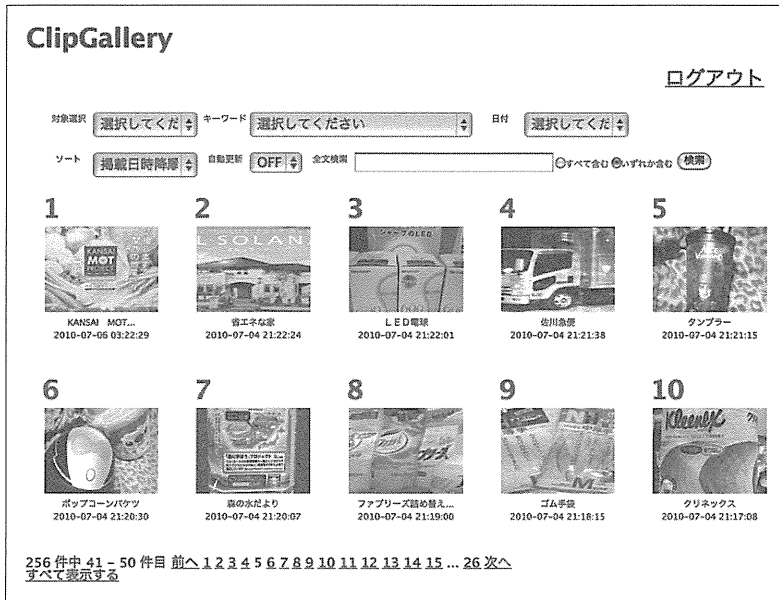 ClipGallery
ログアウト
対象選択 選択してくだ キーワード 選択してください 日付 選択してくだ
ソート 掲載日時降順 自動更新 OFF 全文検索 すべて含む いずれか含む 検索
1 2 3 4 5
シャープのLED
KANSAI MOT
KANSAI MOT... 省エネな家 LED電球 佐川急便 タンブラー
2010-07-06 03:22:29 2010-07-04 21:22:24 2010-07-04 21:22:01 2010-07-04 21:21:38 2010-07-04 21:21:15
6 7 8 9 10
Kleenex
ポップコーンバケツ 森の水だより ファブリーズ詰め替え... ゴム手袋 クリネックス
2010-07-04 21:20:30 2010-07-04 21:20:07 2010-07-04 21:19:00 2010-07-04 21:18:15 2010-07-04 21:17:08
256 件中 41 – 50 件目 前へ 1 2 3 4 5 6 7 8 9 10 11 12 13 14 15 ... 26 次へ
すべて表示する